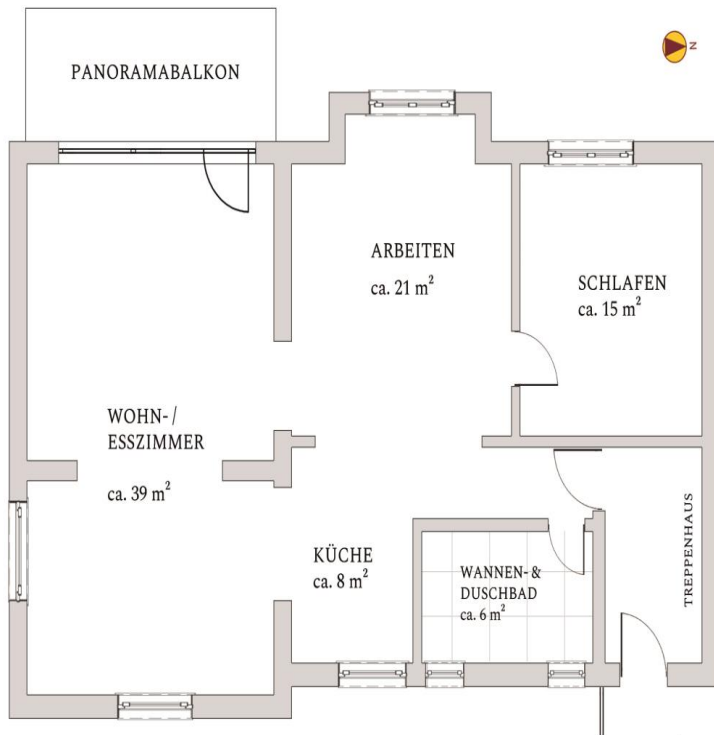 PANORAMABALKON
N
ARBEITEN
ca. 21 m²
SCHLAFEN
ca. 15 m²
WOHN- /
ESSZIMMER
ca. 39 m²
KÜCHE
ca. 8 m²
WANNEN- &
DUSCHBAD
ca. 6 m²
TREPPENHAUS